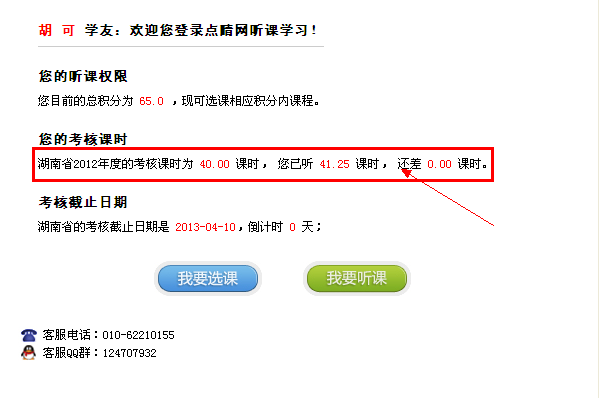 胡 可 学友：欢迎您登录点睛网听课学习！
您的听课权限
您目前的总积分为 65.0 ，现可选课相应积分内课程。
您的考核课时
湖南省2012年度的考核课时为 40.00 课时， 您已听 41.25 课时， 还差 0.00 课时。
考核截止日期
湖南省的考核截止日期是 2013-04-10，倒计时 0 天；
我要选课 我要听课
客服电话：010-62210155
客服QQ群：124707932